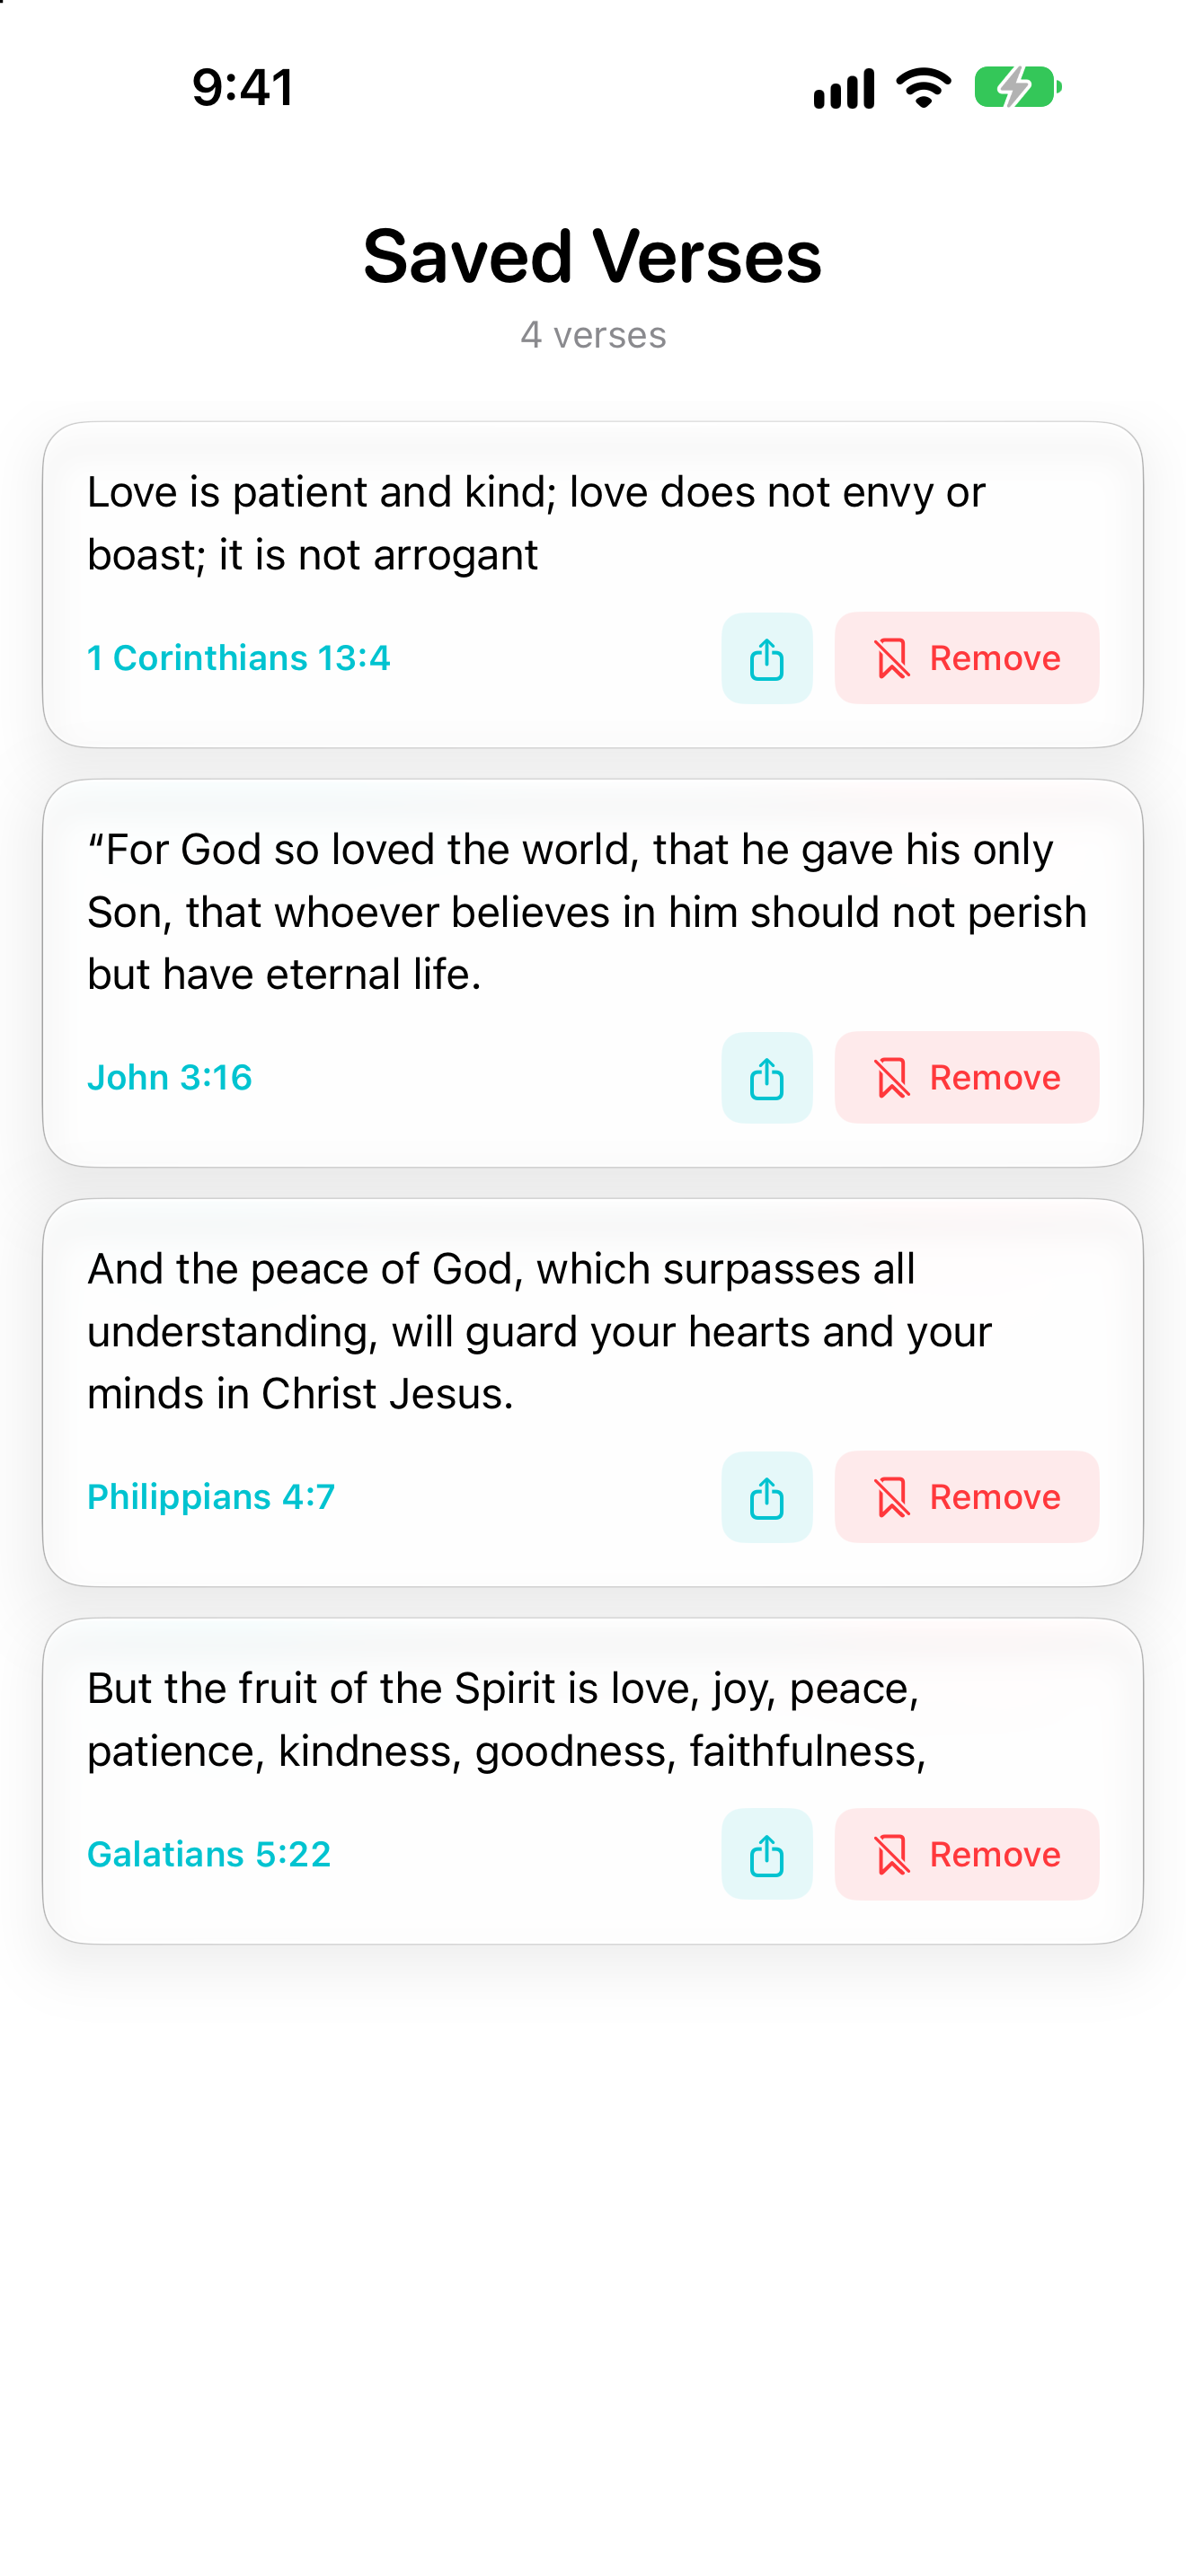 9:41
Saved Verses
4 verses
Love is patient and kind; love does not envy or
boast; it is not arrogant
1 Corinthians 13:4
Remove
“For God so loved the world, that he gave his only
Son, that whoever believes in him should not perish
but have eternal life.
John 3:16
Remove
And the peace of God, which surpasses all
understanding, will guard your hearts and your
minds in Christ Jesus.
Philippians 4:7
Remove
But the fruit of the Spirit is love, joy, peace,
patience, kindness, goodness, faithfulness,
Galatians 5:22
Remove